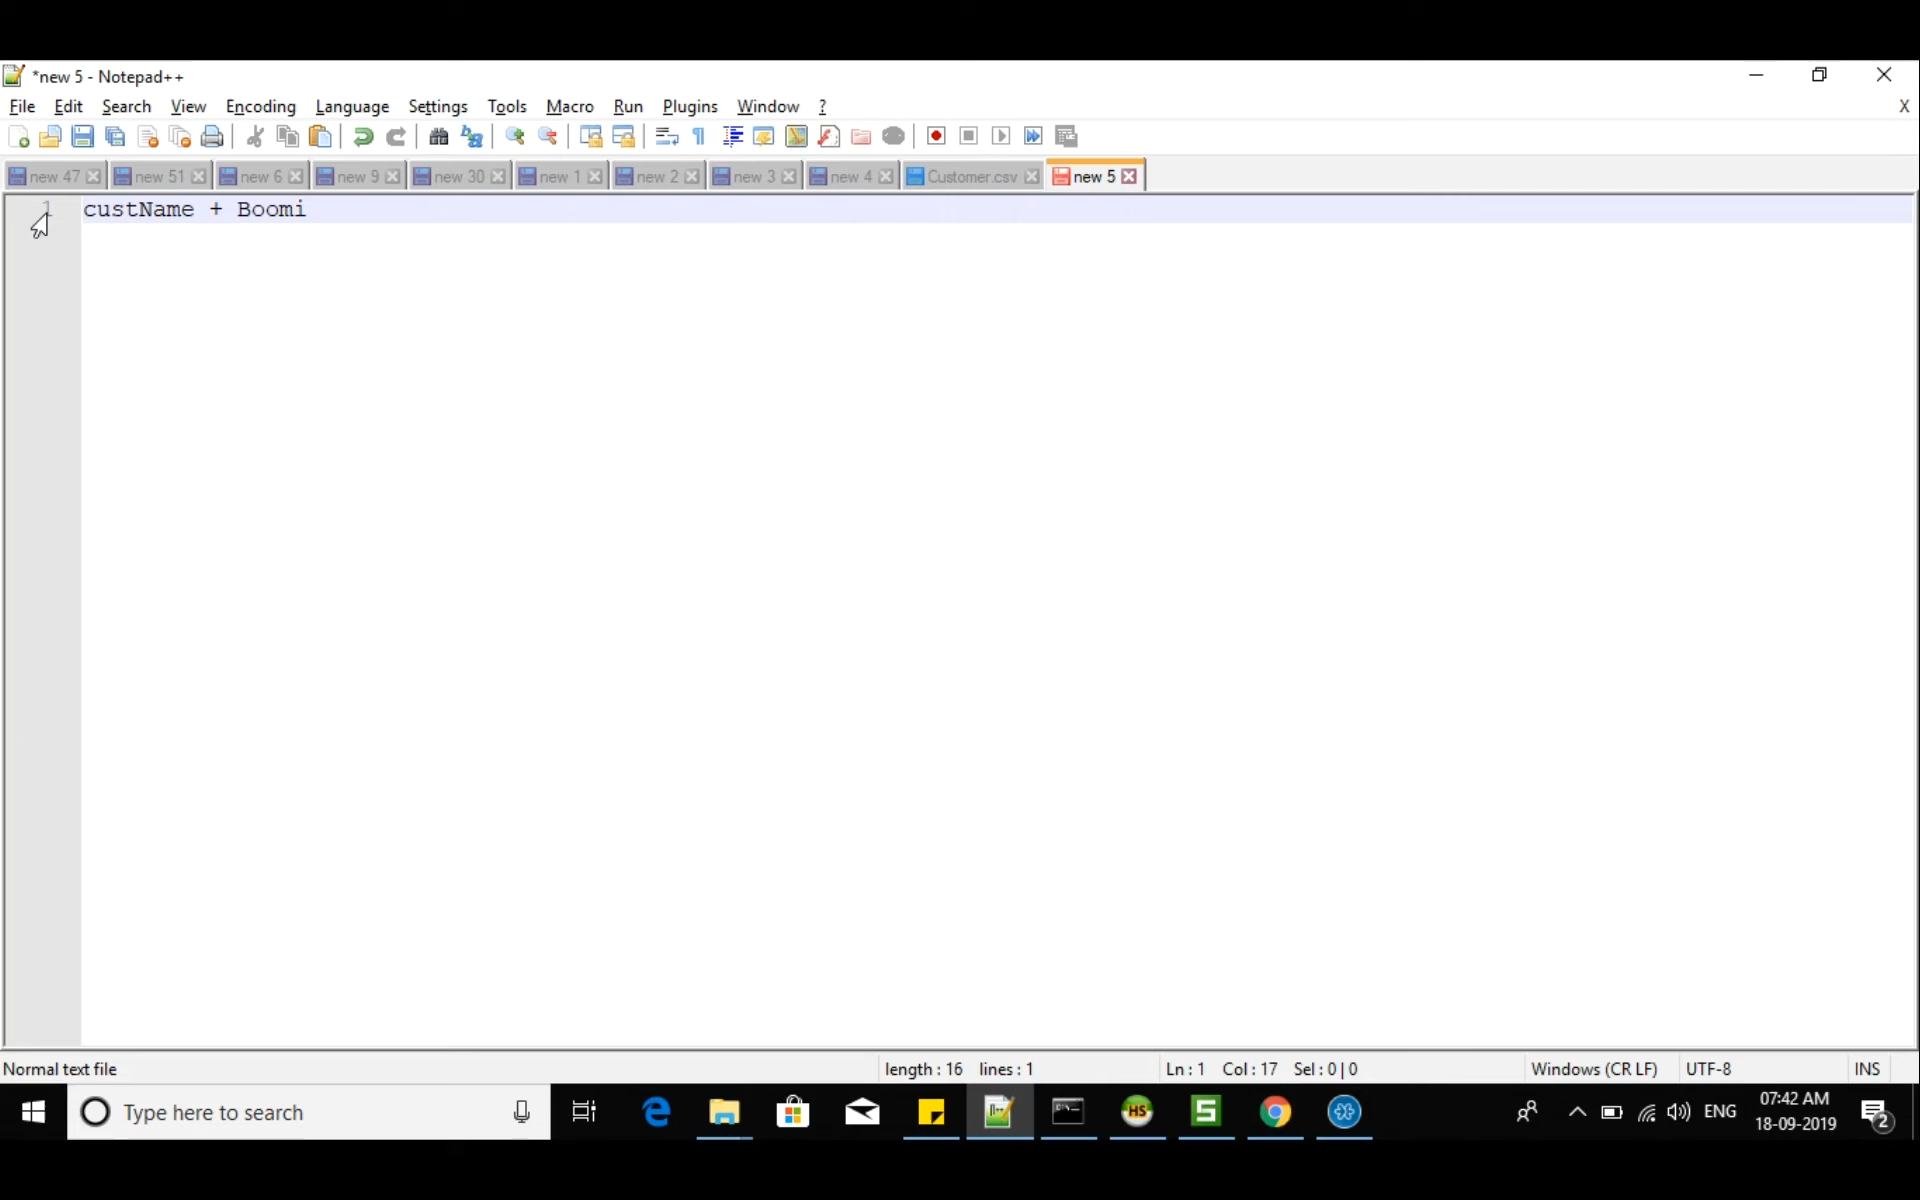 *new 5 - Notepad++
File Edit Search View Encoding Language Settings Tools Macro Run Plugins Window ? X
new 47 new 51 new 6 new 9 new 30 new 1 new 2 new 3 new 4 Customer.csv new 5
1 custName + Boomi
Normal text file length : 16 lines : 1 Ln : 1 Col : 17 Sel : 0 | 0 Windows (CR LF) UTF-8 INS
Type here to search HS S ENG 07:42 AM
18-09-2019 2